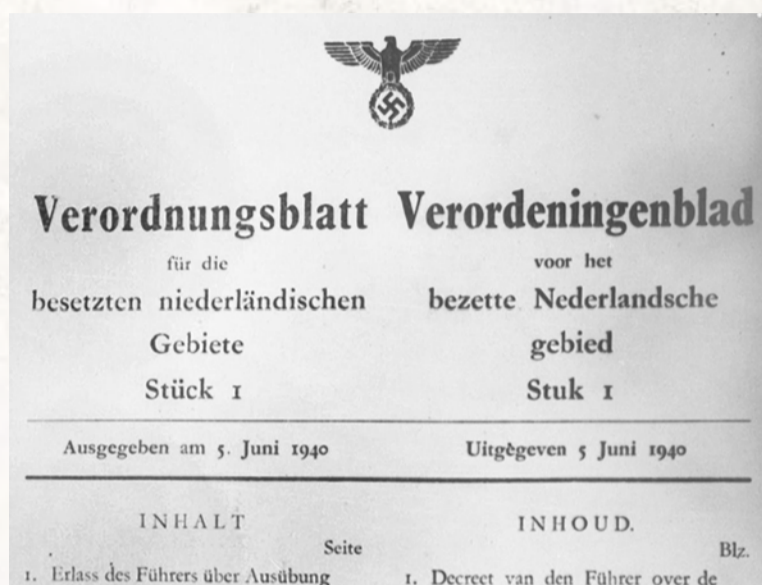 Verordnungsblatt
für die
besetzten niederländischen
Gebiete
Stück 1
Ausgegeben am 5. Juni 1940
INHALT
Seite
1. Erlass des Führers über Ausübung
Verordeningenblad
voor het
bezette Nederlandsche
gebied
Stuk 1
Uitgegeven 5 Juni 1940
INHOUD.
Blz.
1. Decreet van den Führer over de